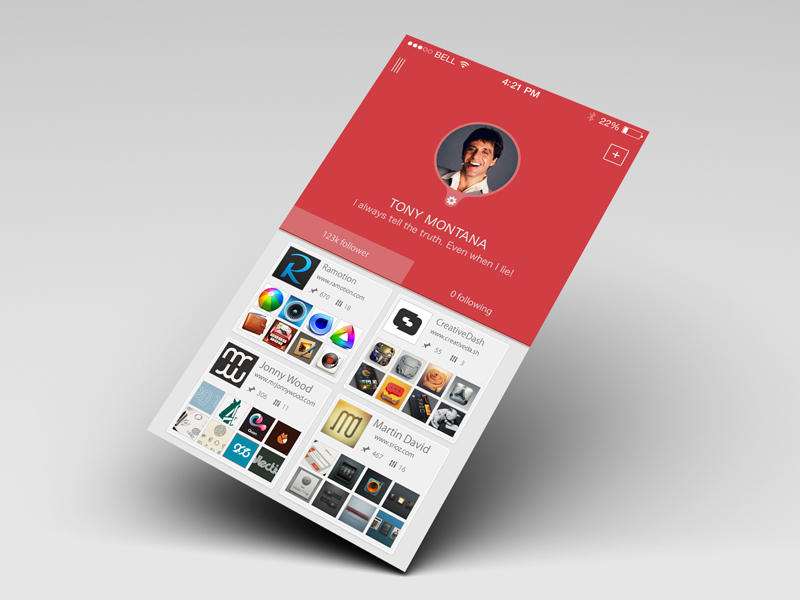 BELL
4:21 PM
22%
TONY MONTANA
I always tell the truth. Even when I lie!
123k follower
0 following
Ramotion
www.ramotion.com
670 18
CreativeDash
www.creativeda.sh
55 3
Jonny Wood
www.mrjonnywood.com
306 11
Martin David
www.srioz.com
467 16